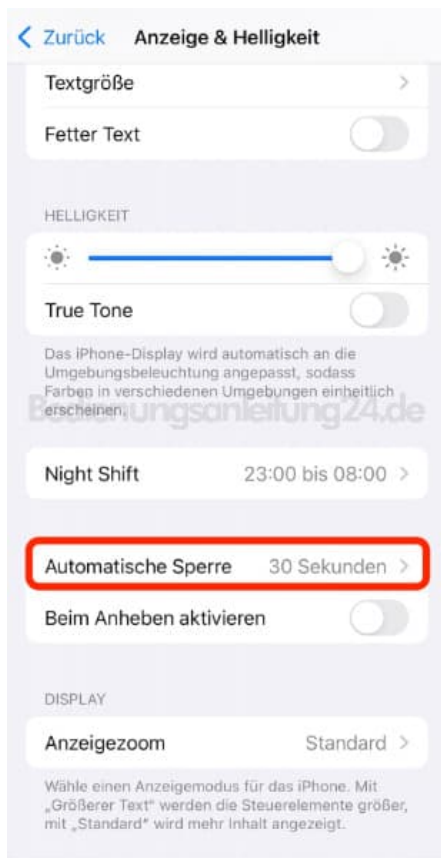 Zurück Anzeige & Helligkeit
Textgröße
Fetter Text
HELLIGKEIT
True Tone
Das iPhone-Display wird automatisch an die
Umgebungsbeleuchtung angepasst, sodass
Farben in verschiedenen Umgebungen einheitlich
erscheinen.
Bedienungsanleitung24.de
Night Shift 23:00 bis 08:00
Automatische Sperre 30 Sekunden
Beim Anheben aktivieren
DISPLAY
Anzeigezoom Standard
Wähle einen Anzeigemodus für das iPhone. Mit
„Größerer Text“ werden die Steuerelemente größer,
mit „Standard“ wird mehr Inhalt angezeigt.